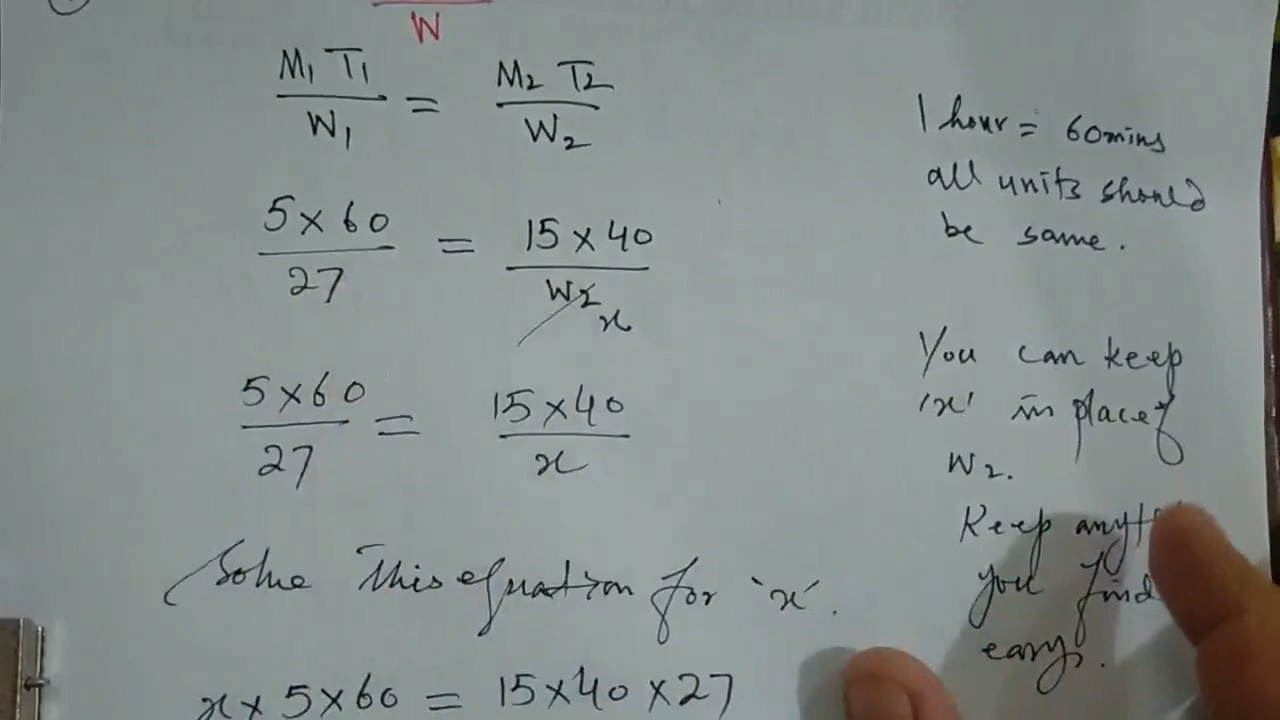 W
M₁ T₁ / W₁ = M₂ T₂ / W₂
5 × 60 / 27 = 15 × 40 / W₂ x
5 × 60 / 27 = 15 × 40 / x
Solve This equation for 'x'.
x × 5 × 60 = 15 × 40 × 27
1 hour = 60 mins
all units should
be same.
You can keep
'x' in place of
W₂.
Keep
you find
easy.